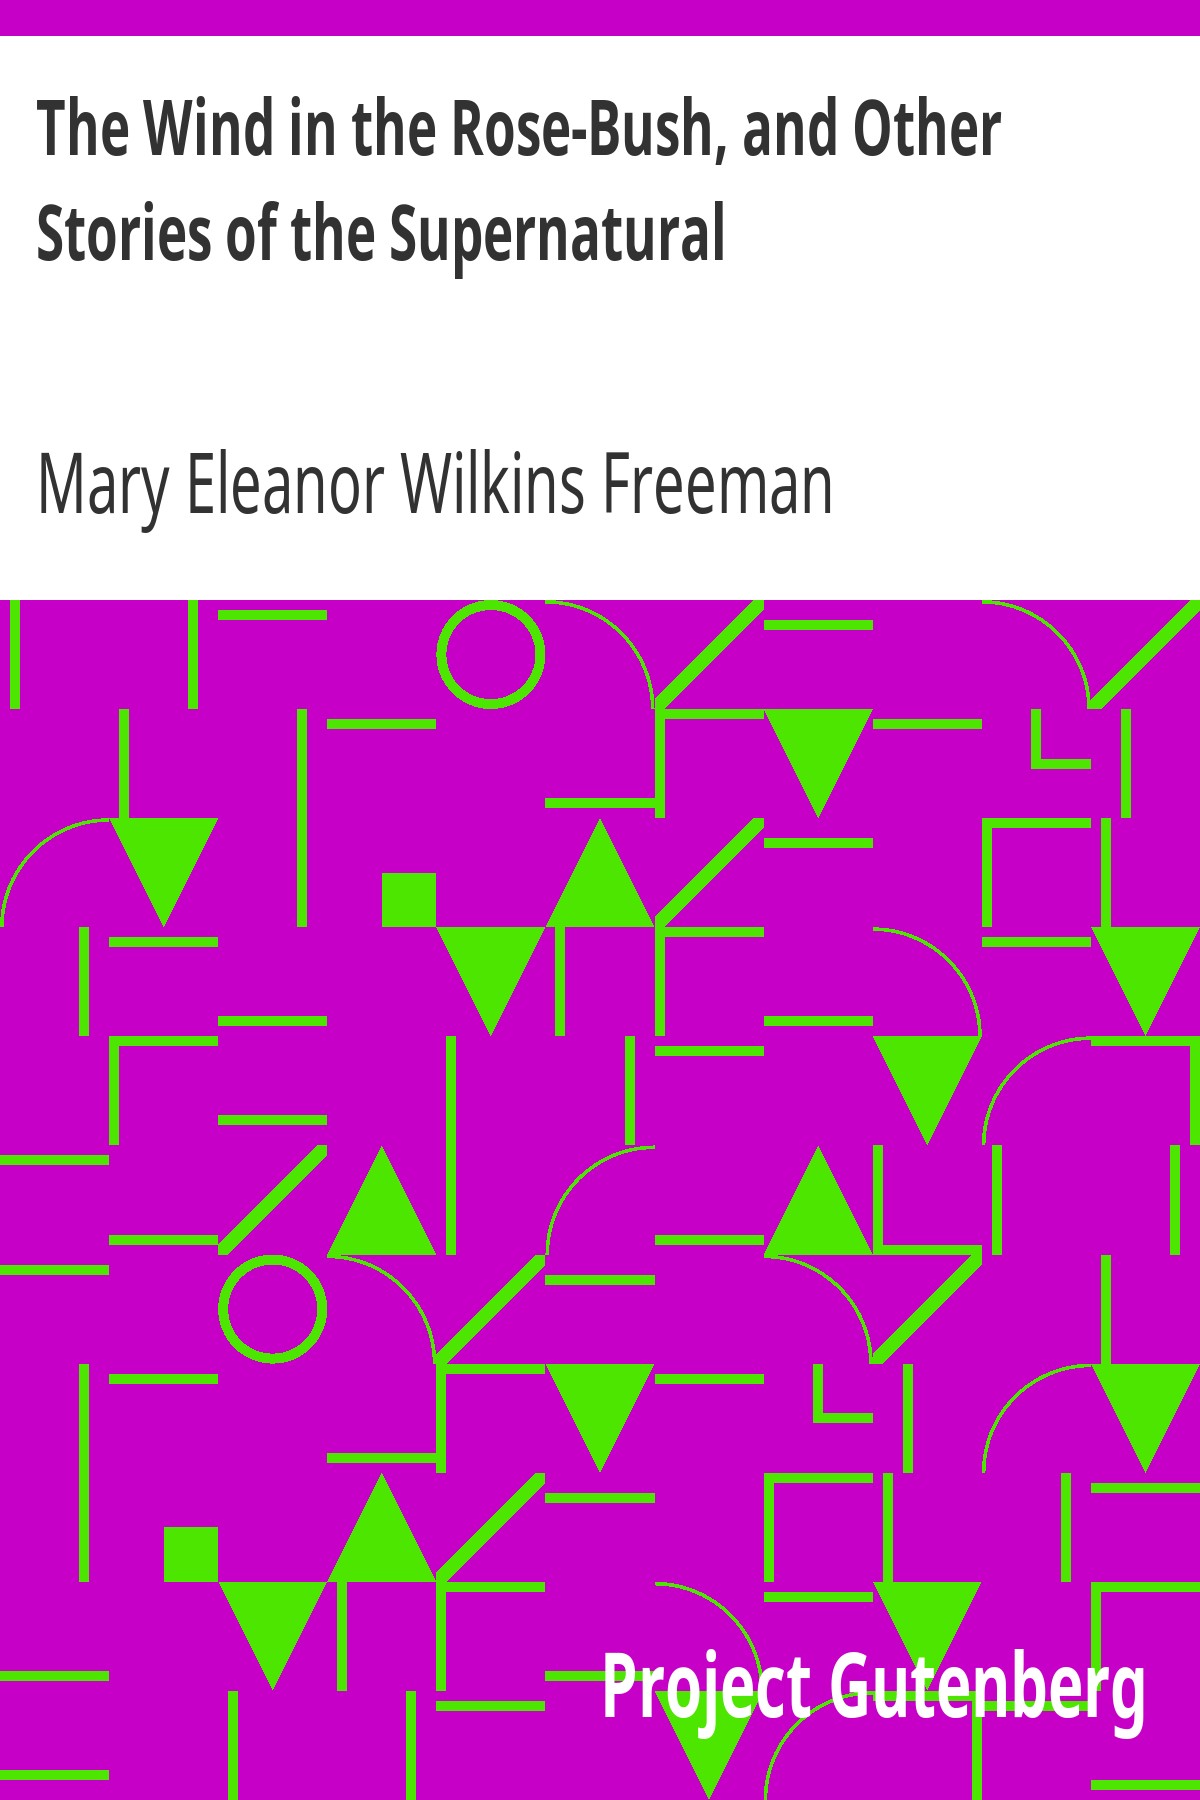 The Wind in the Rose-Bush, and Other
Stories of the Supernatural
Mary Eleanor Wilkins Freeman
Project Gutenberg